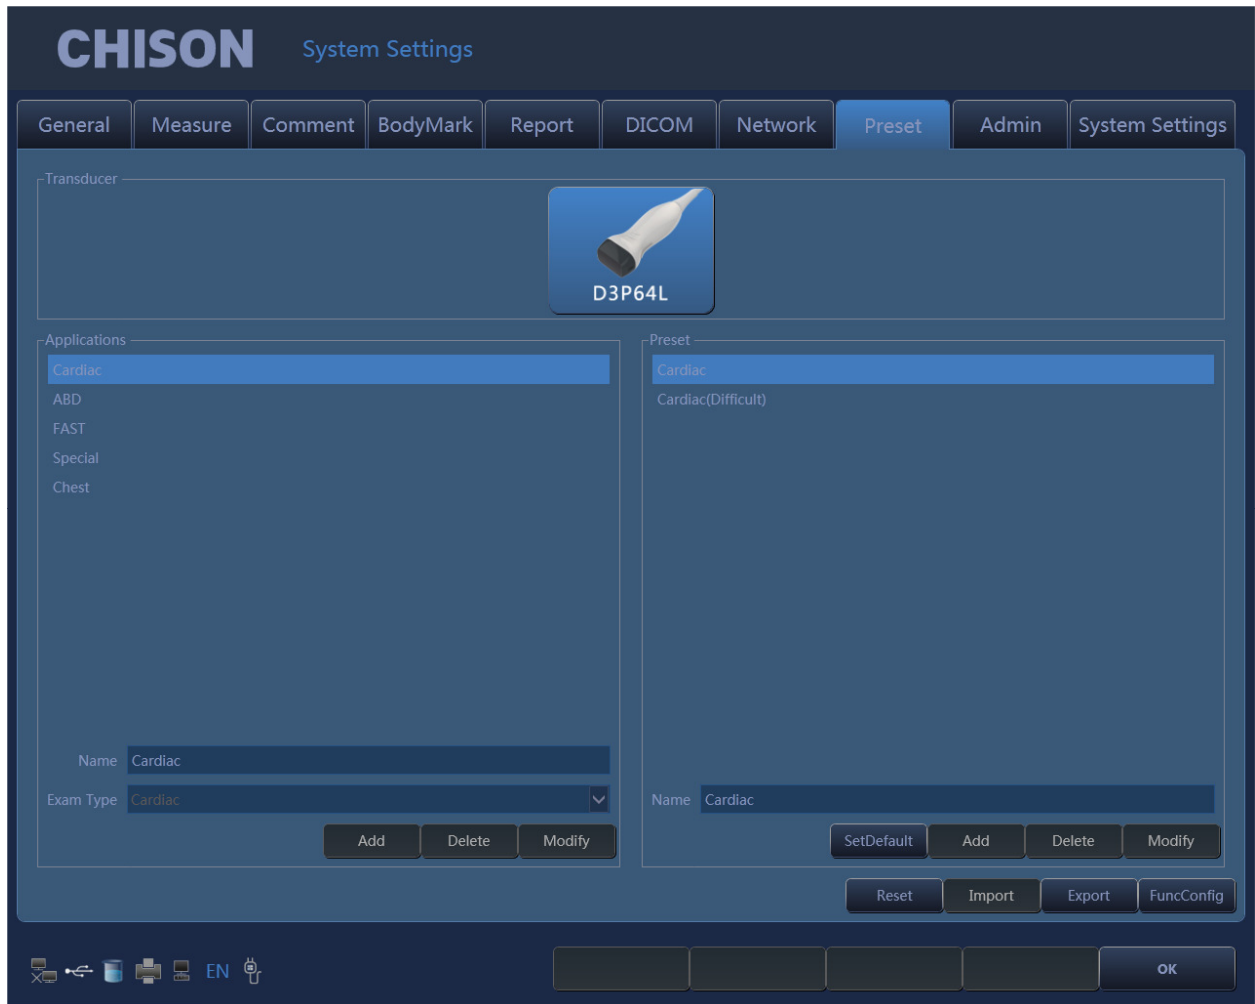 CHISON System Settings
General Measure Comment BodyMark Report DICOM Network Preset Admin System Settings
Transducer
D3P64L
Applications
Cardiac
ABD
FAST
Special
Chest
Name Cardiac
Exam Type Cardiac
Add Delete Modify
Preset
Cardiac
Cardiac(Difficult)
Name Cardiac
SetDefault Add Delete Modify
Reset Import Export FuncConfig
EN
OK